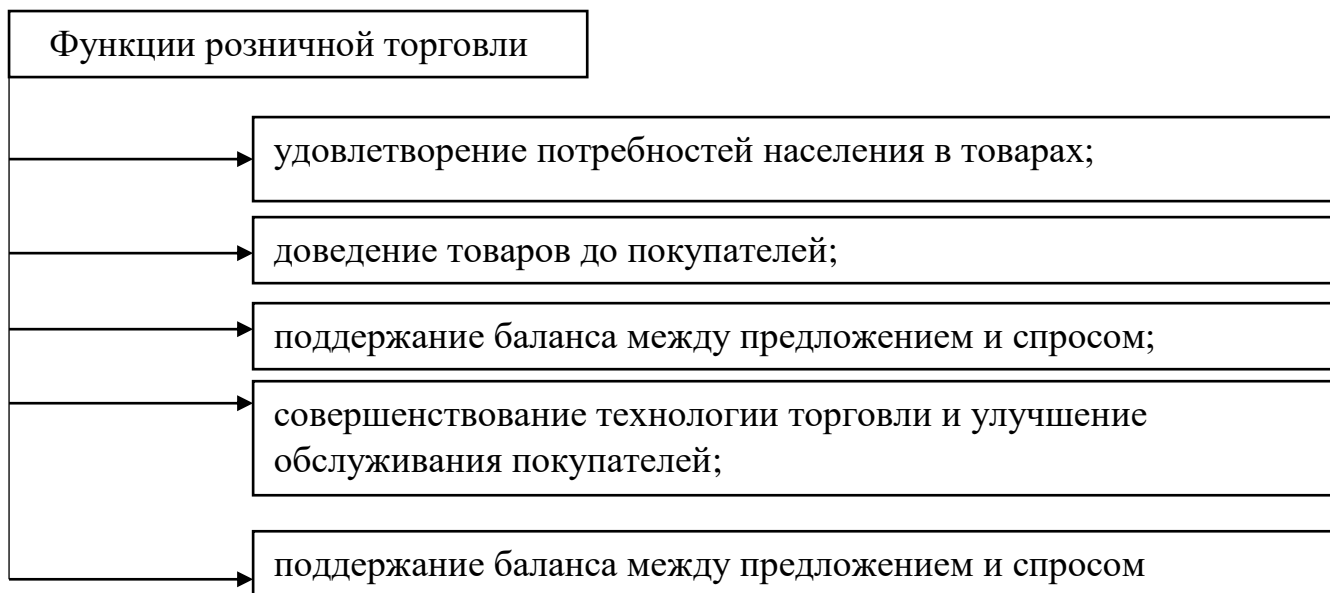 Функции розничной торговли
удовлетворение потребностей населения в товарах;
доведение товаров до покупателей;
поддержание баланса между предложением и спросом;
совершенствование технологии торговли и улучшение
обслуживания покупателей;
поддержание баланса между предложением и спросом